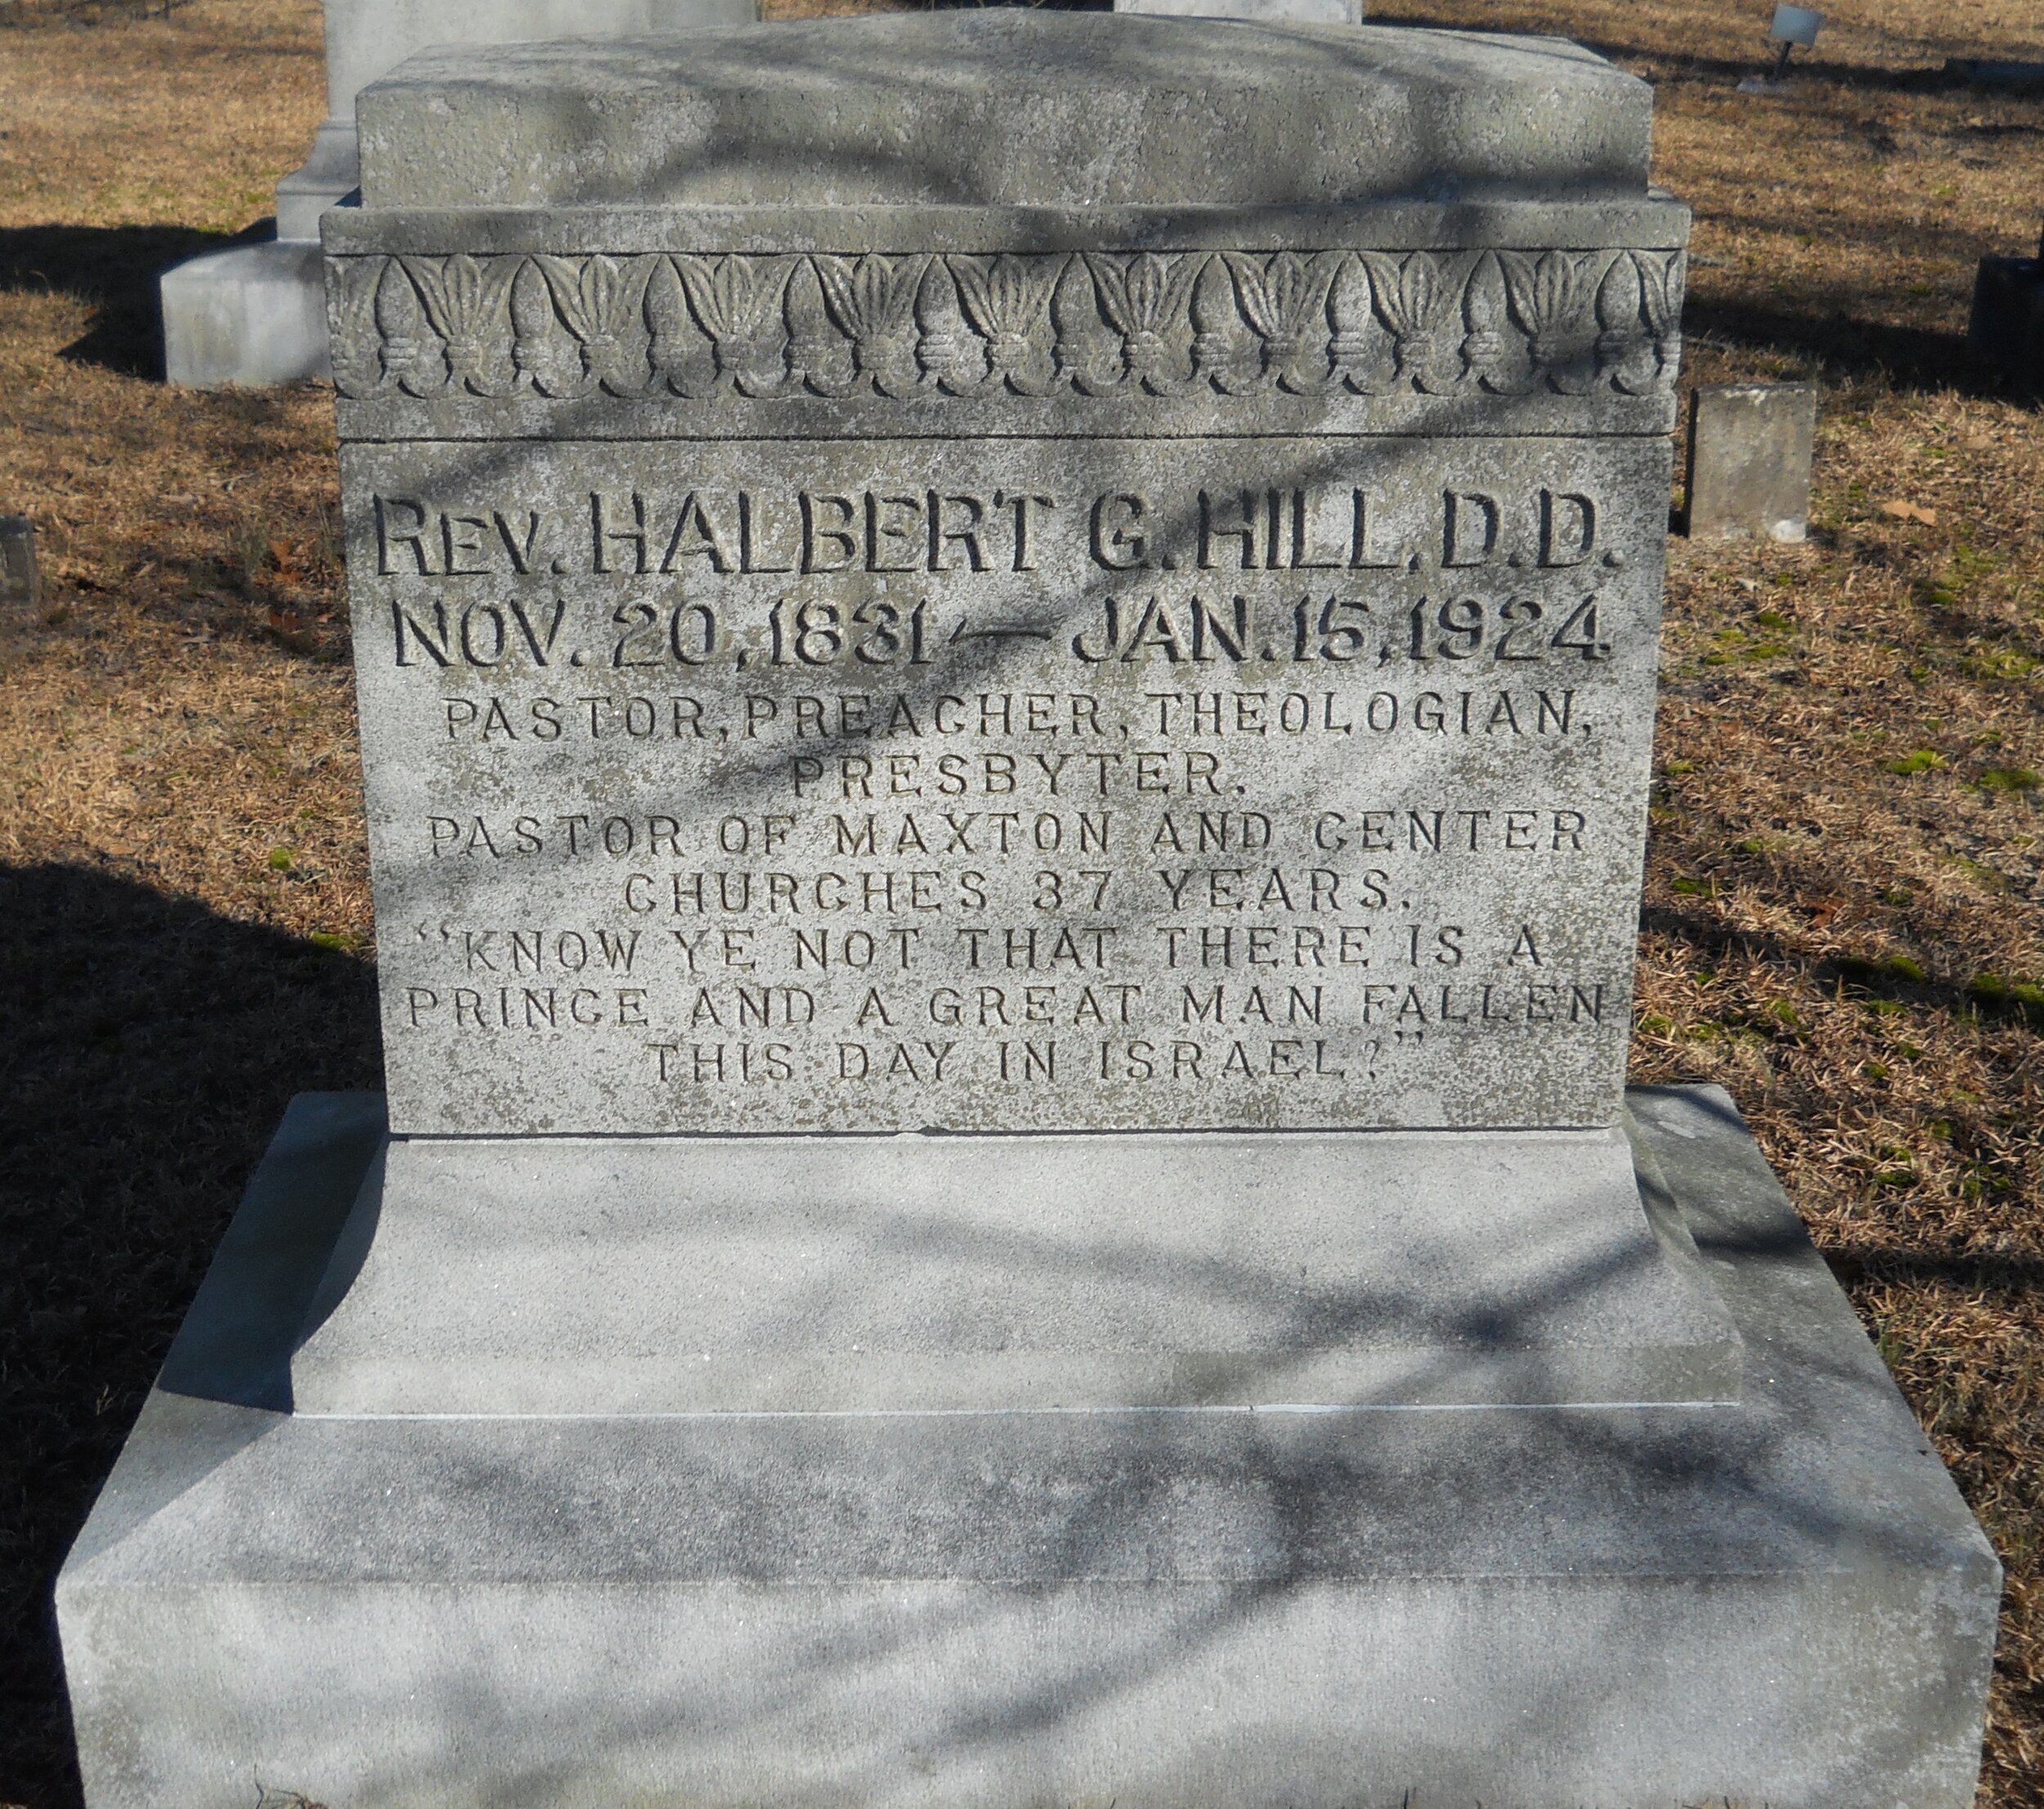 REV. HALBERT G. HILL, D.D.
NOV. 20, 1831 — JAN. 15, 1924
PASTOR, PREACHER, THEOLOGIAN,
PRESBYTER.
PASTOR OF MAXTON AND CENTER
CHURCHES 37 YEARS.
"KNOW YE NOT THAT THERE IS A
PRINCE AND A GREAT MAN FALLEN
THIS DAY IN ISRAEL?"